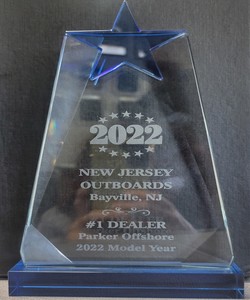 2022
NEW JERSEY
OUTBOARDS
Bayville, NJ
#1 DEALER
Parker Offshore
2022 Model Year